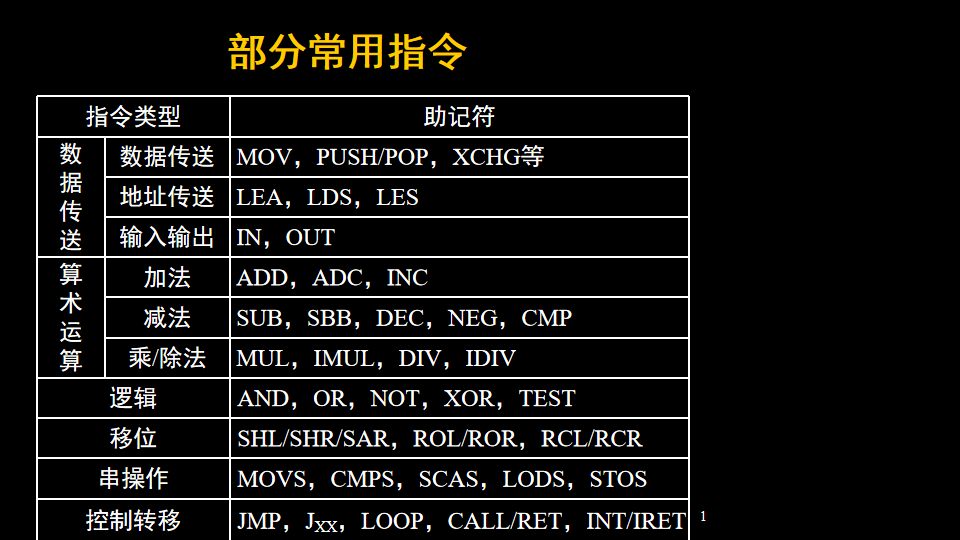 部分常用指令
指令类型 助记符
数据传送 数据传送 MOV，PUSH/POP，XCHG等
地址传送 LEA，LDS，LES
输入输出 IN，OUT
算术运算 加法 ADD，ADC，INC
减法 SUB，SBB，DEC，NEG，CMP
乘/除法 MUL，IMUL，DIV，IDIV
逻辑 AND，OR，NOT，XOR，TEST
移位 SHL/SHR/SAR，ROL/ROR，RCL/RCR
串操作 MOVS，CMPS，SCAS，LODS，STOS
控制转移 JMP，JXX，LOOP，CALL/RET，INT/IRET
1